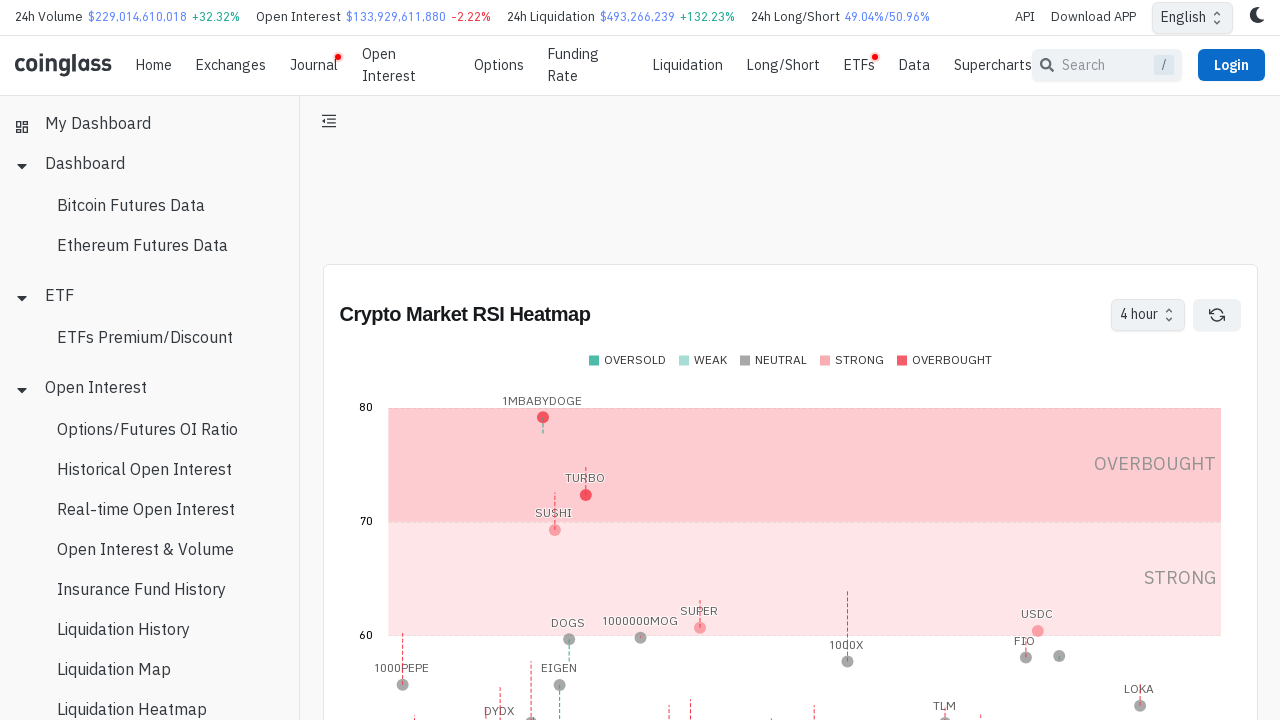 24h Volume $229,014,610,018 +32.32% Open Interest $133,929,611,880 -2.22% 24h Liquidation $493,266,239 +132.23% 24h Long/Short 49.04%/50.96% API Download APP English
coinglass Home Exchanges Journal Open Interest Options Funding Rate Liquidation Long/Short ETFs Data Supercharts Search / Login
My Dashboard
Dashboard
Bitcoin Futures Data
Ethereum Futures Data
ETF
ETFs Premium/Discount
Open Interest
Options/Futures OI Ratio
Historical Open Interest
Real-time Open Interest
Open Interest & Volume
Insurance Fund History
Liquidation History
Liquidation Map
Liquidation Heatmap
Crypto Market RSI Heatmap 4 hour
OVERSOLD WEAK NEUTRAL STRONG OVERBOUGHT
1MBABYDOGE
80
OVERBOUGHT
TURBO
SUSHI
70
STRONG
SUPER
USDC
DOGS 1000000MOG
60
FIO
1000X
1000PEPE EIGEN
LOKA
TLM
DYDX